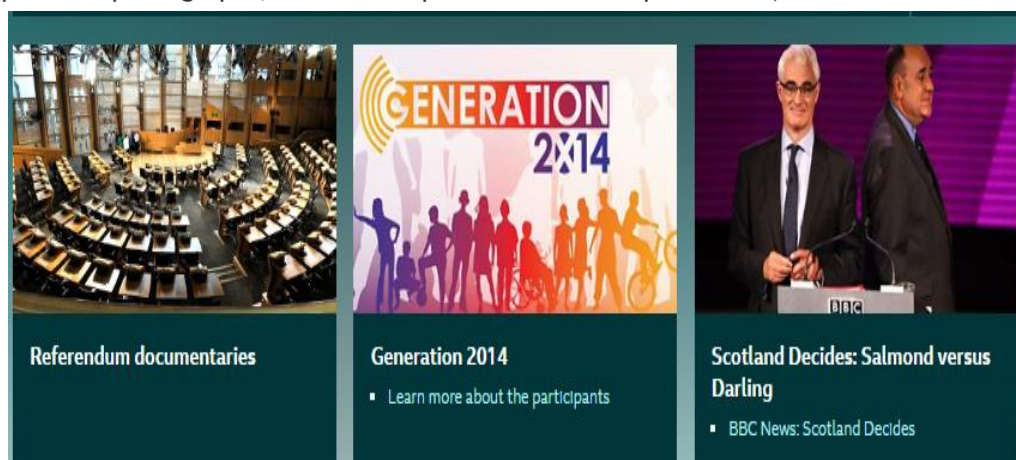 GENERATION
2X14
BBC
Referendum documentaries
Generation 2014
Learn more about the participants
Scotland Decides: Salmond versus
Darling
BBC News: Scotland Decides